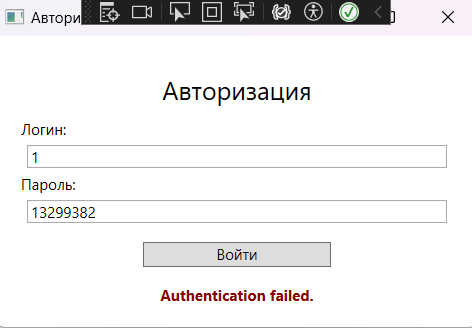 Автори
Авторизация
Логин:
1
Пароль:
13299382
Войти
Authentication failed.